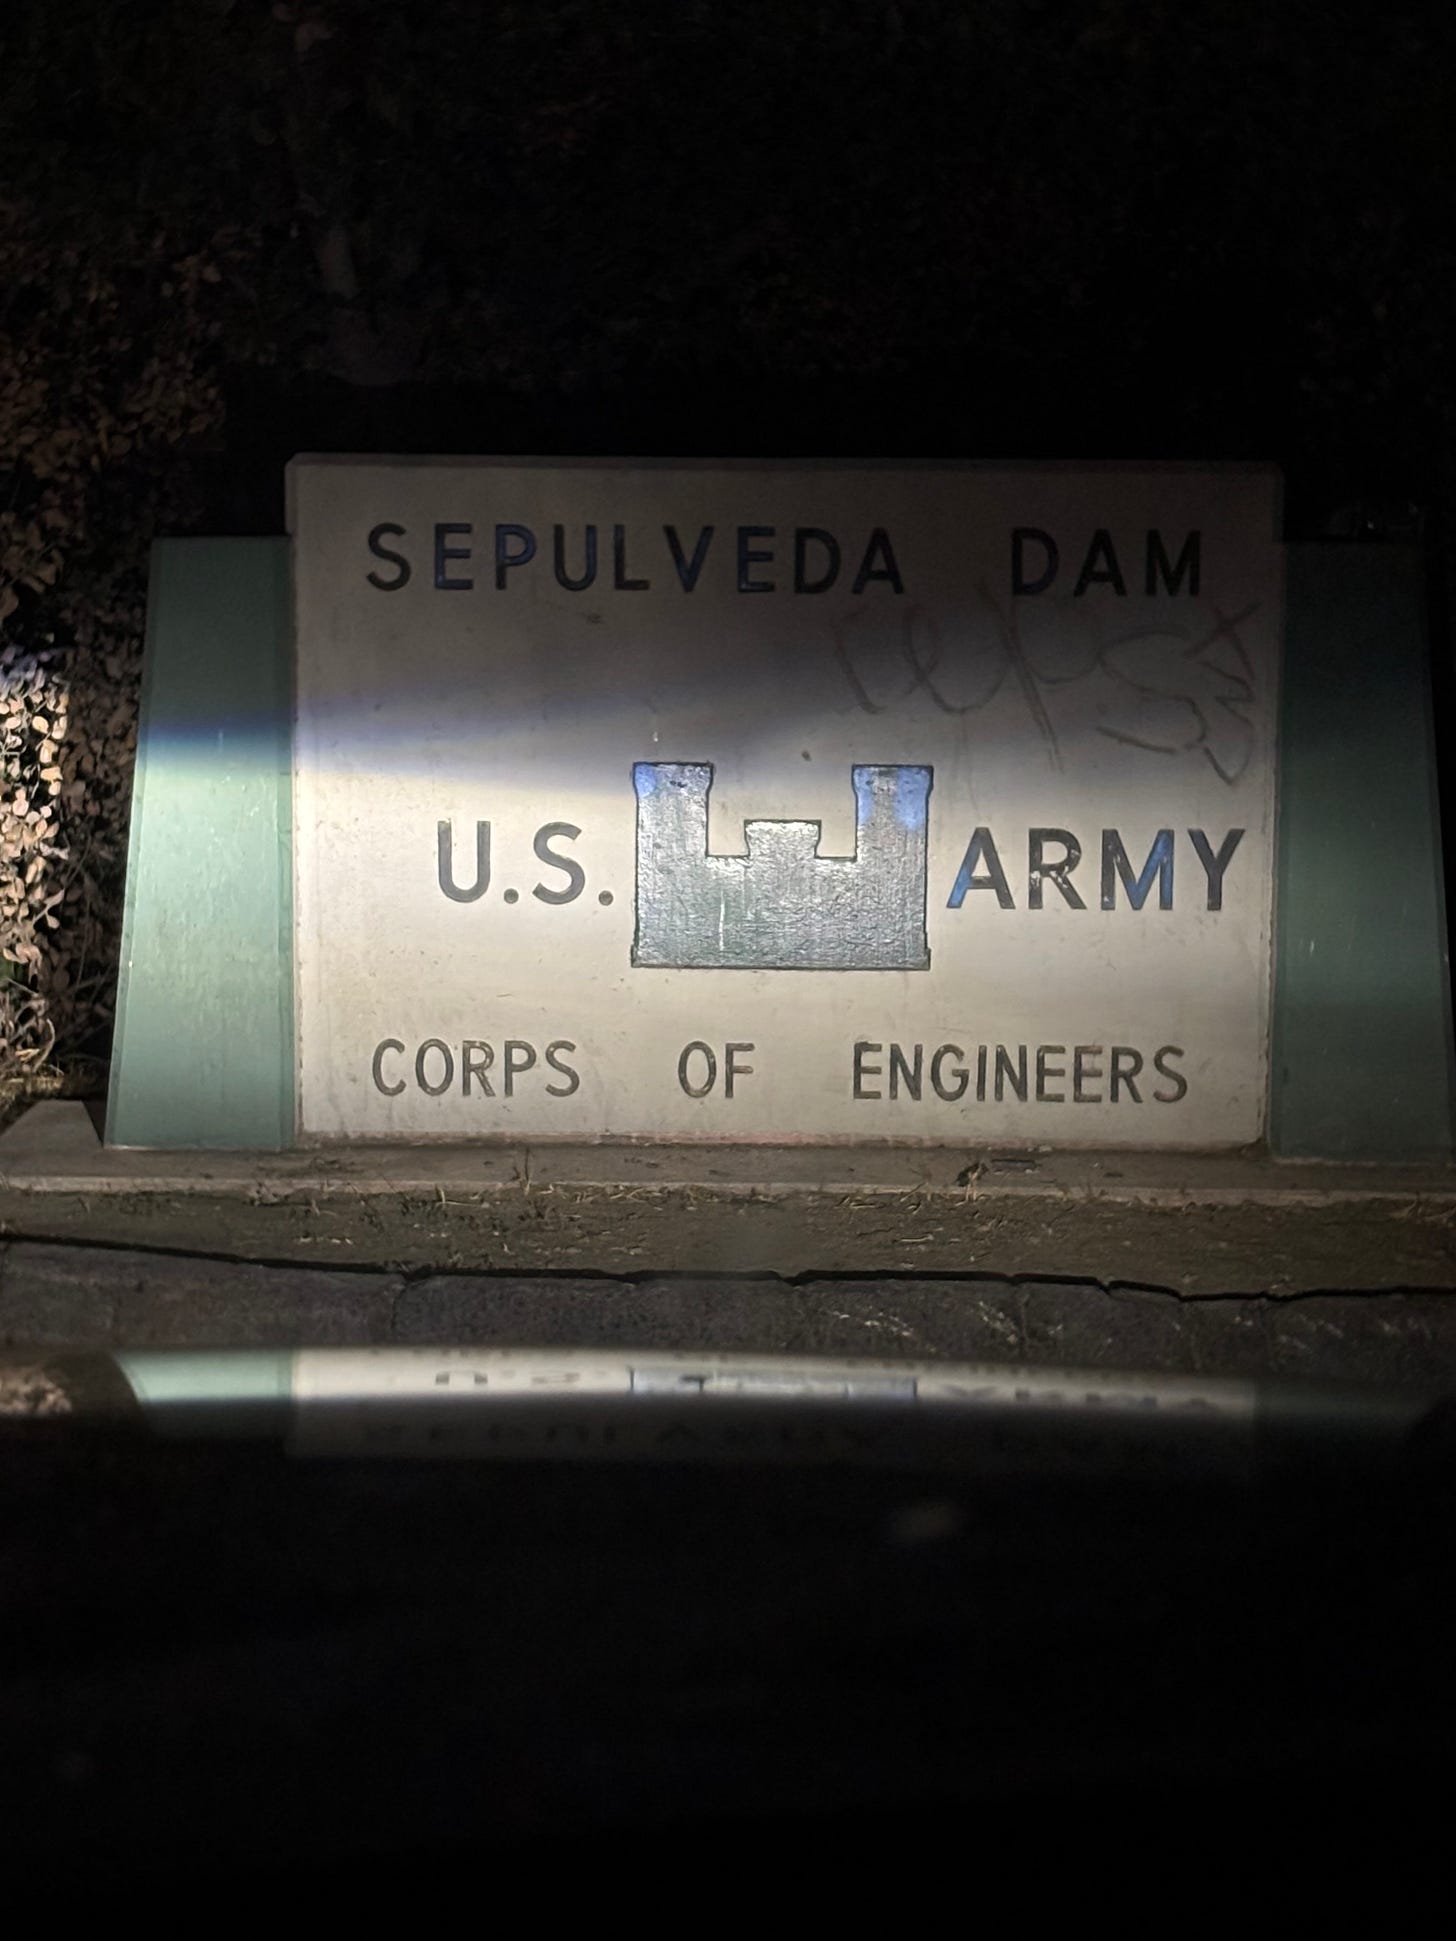 SEPULVEDA DAM
U.S. ARMY
CORPS OF ENGINEERS